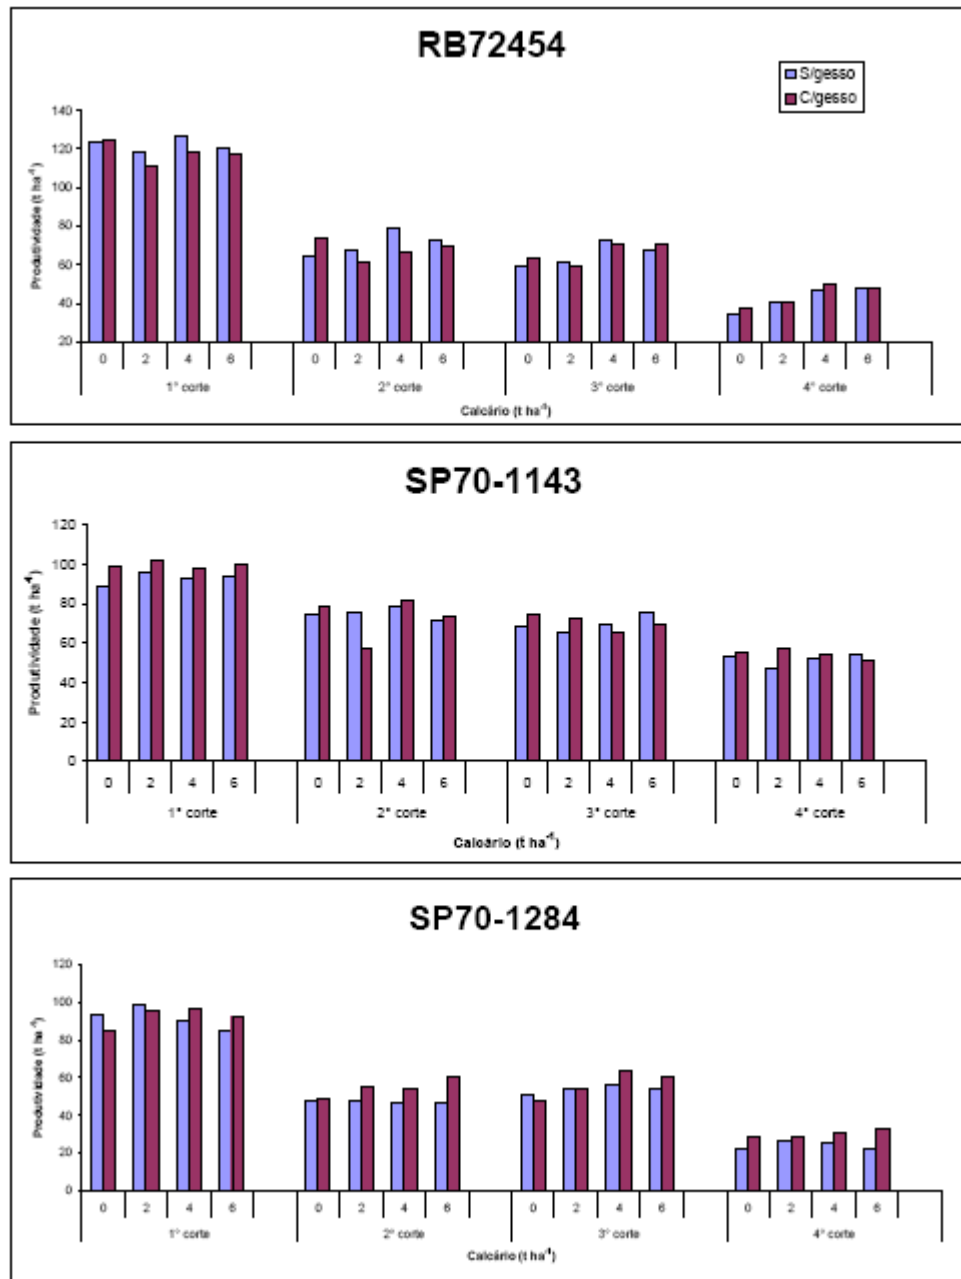 RB72454
S/gesso
C/gesso
Produtividade (t ha⁻¹)
140
120
100
80
60
40
20
0 2 4 6 0 2 4 6 0 2 4 6 0 2 4 6
1° corte 2° corte 3° corte 4° corte
Calcário (t ha⁻¹)
SP70-1143
Produtividade (t ha⁻¹)
120
100
80
60
40
20
0
0 2 4 6 0 2 4 6 0 2 4 6 0 2 4 6
1° corte 2° corte 3° corte 4° corte
Calcário (t ha⁻¹)
SP70-1284
Produtividade (t ha⁻¹)
120
100
80
60
40
20
0
0 2 4 6 0 2 4 6 0 2 4 6 0 2 4 6
1° corte 2° corte 3° corte 4° corte
Calcário (t ha⁻¹)